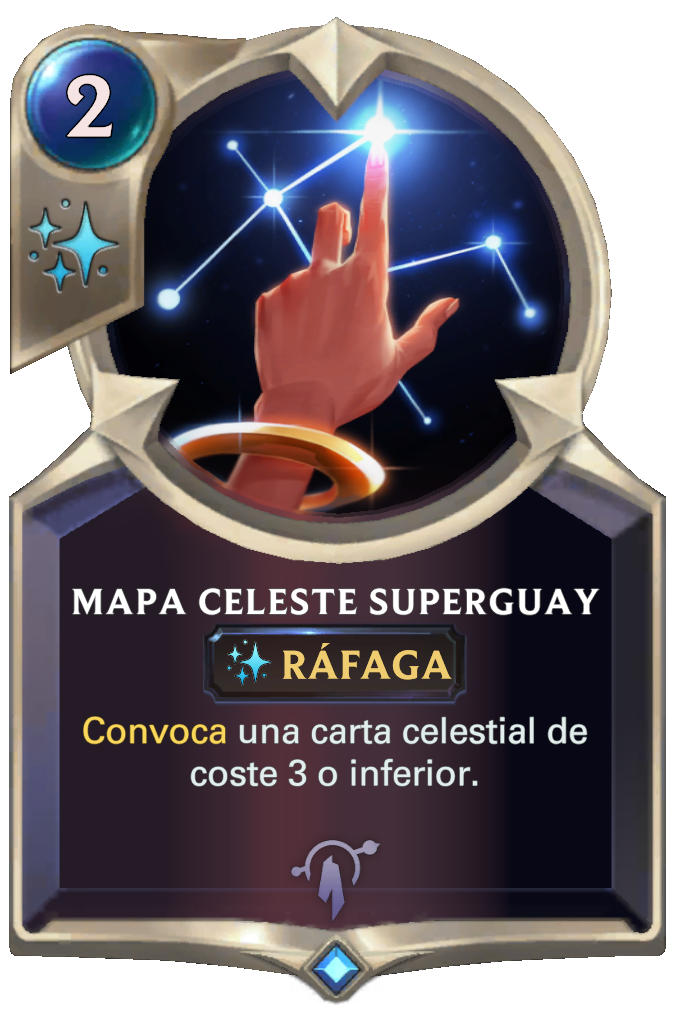 2
MAPA CELESTE SUPERGUAY
RÁFAGA
Convoca una carta celestial de
coste 3 o inferior.